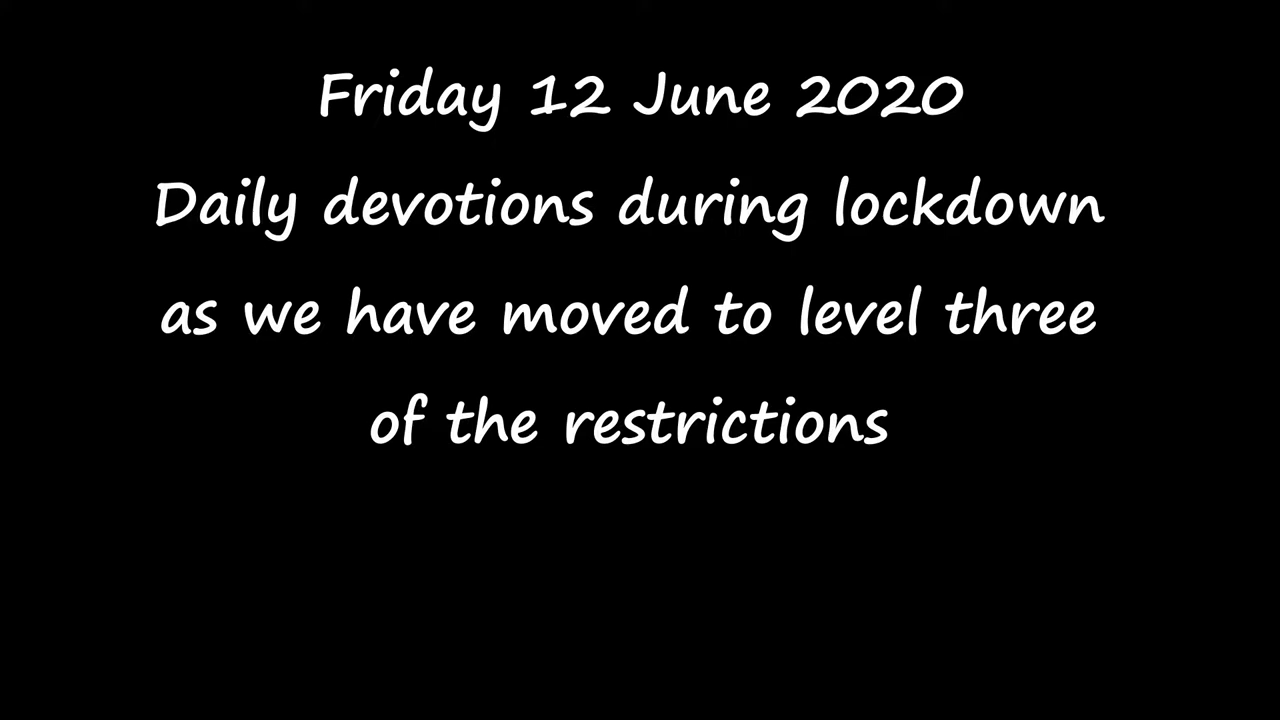 Friday 12 June 2020
Daily devotions during lockdown
as we have moved to level three
of the restrictions